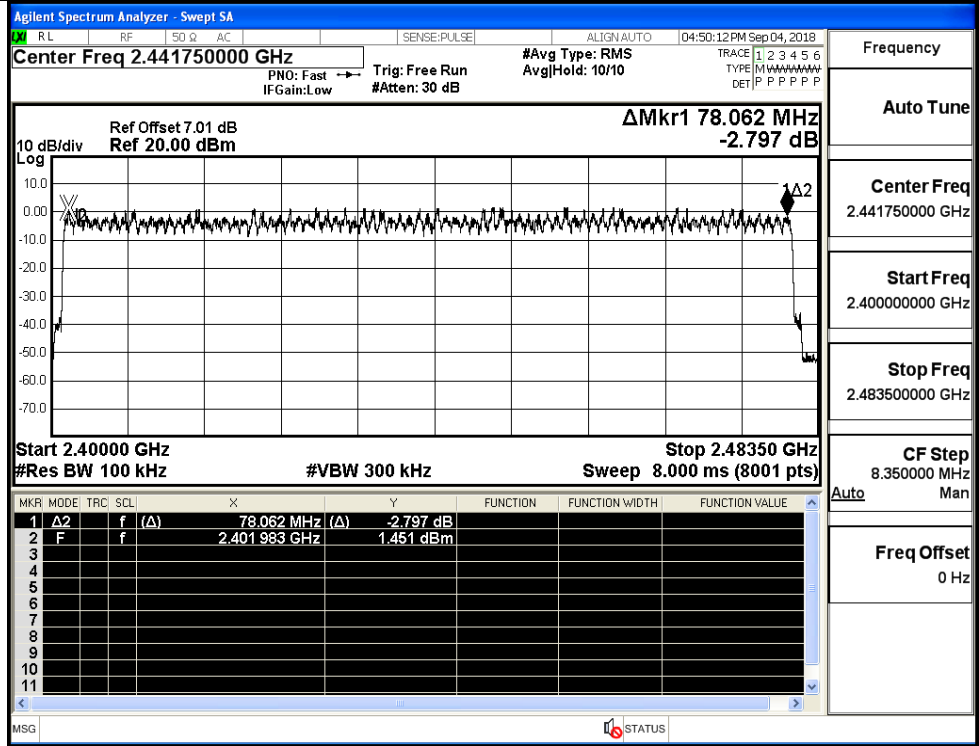 Agilent Spectrum Analyzer - Swept SA
LXI RL RF 50 Ω AC SENSE:PULSE ALIGN AUTO 04:50:12 PM Sep 04, 2018
Center Freq 2.441750000 GHz
PNO: Fast
IFGain:Low
Trig: Free Run
#Atten: 30 dB
#Avg Type: RMS
Avg|Hold: 10/10
TRACE 1 2 3 4 5 6
TYPE M WWWWW
DET P P P P P P
Ref Offset 7.01 dB
10 dB/div Ref 20.00 dBm
Log
ΔMkr1 78.062 MHz
-2.797 dB
10.0
0.00
-10.0
-20.0
-30.0
-40.0
-50.0
-60.0
-70.0
1Δ2
Start 2.40000 GHz Stop 2.48350 GHz
#Res BW 100 kHz #VBW 300 kHz Sweep 8.000 ms (8001 pts)
MKR MODE TRC SCL X Y FUNCTION FUNCTION WIDTH FUNCTION VALUE
1 Δ2 f (Δ) 78.062 MHz (Δ) -2.797 dB
2 F f 2.401 983 GHz 1.451 dBm
3
4
5
6
7
8
9
10
11
MSG STATUS
Frequency
Auto Tune
Center Freq
2.441750000 GHz
Start Freq
2.400000000 GHz
Stop Freq
2.483500000 GHz
CF Step
8.350000 MHz
Auto Man
Freq Offset
0 Hz